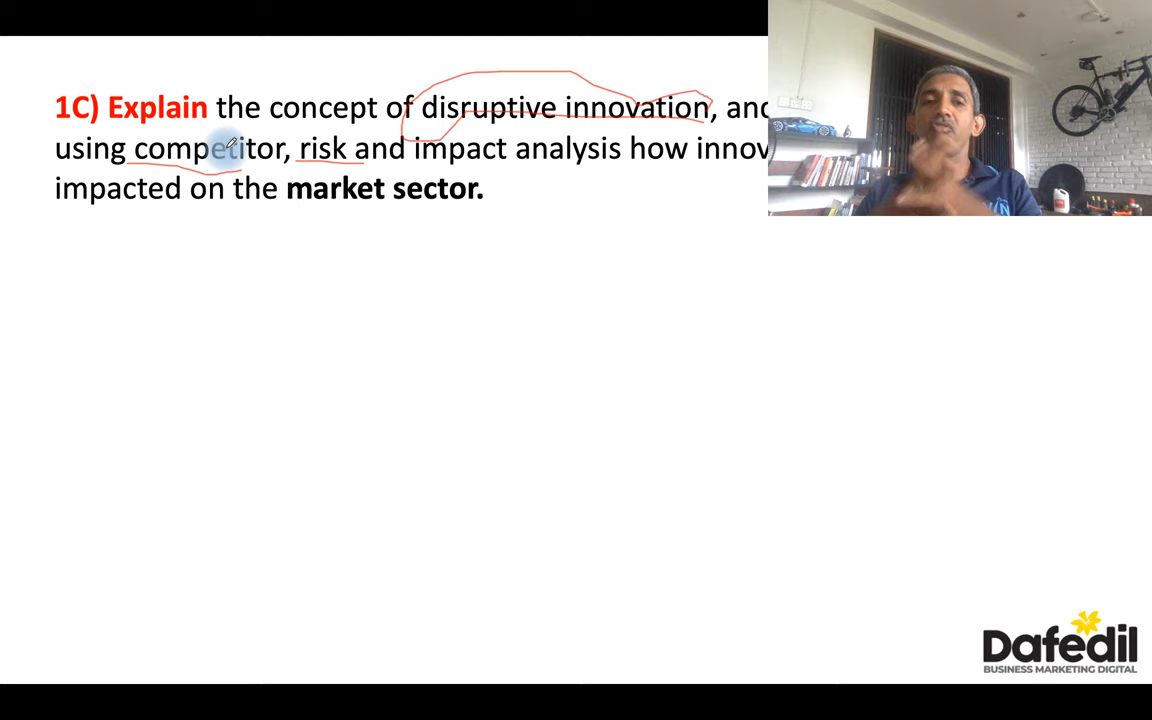 1C) Explain the concept of disruptive innovation, and
using competitor, risk and impact analysis how
impacted on the market sector.
Dafedil
BUSINESS MARKETING DIGITAL